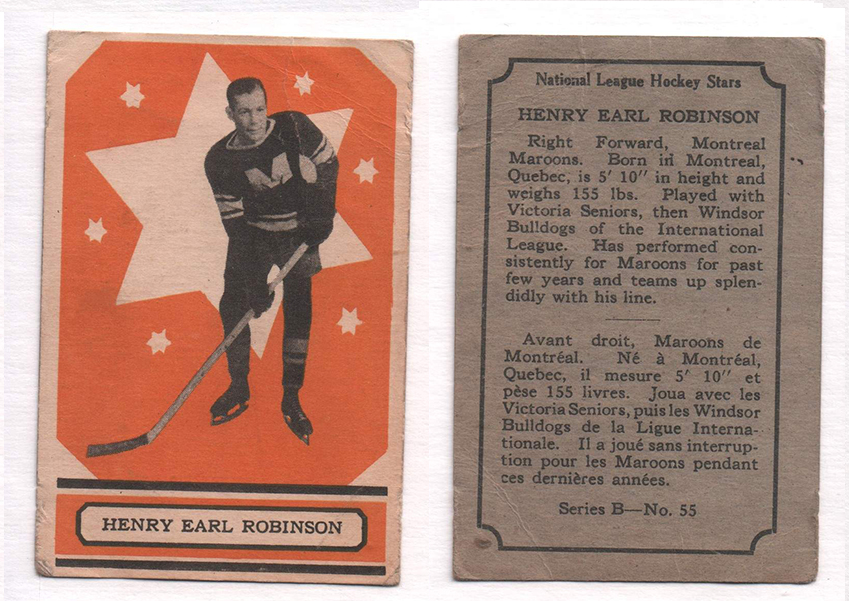 M
HENRY EARL ROBINSON
National League Hockey Stars
HENRY EARL ROBINSON
Right Forward, Montreal
Maroons. Born in Montreal,
Quebec, is 5' 10" in height and
weighs 155 lbs. Played with
Victoria Seniors, then Windsor
Bulldogs of the International
League. Has performed con-
sistently for Maroons for past
few years and teams up splen-
didly with his line.
Avant droit, Maroons de
Montréal. Né à Montréal,
Quebec, il mesure 5' 10" et
pèse 155 livres. Joua avec les
Victoria Seniors, puis les Windsor
Bulldogs de la Ligue Interna-
tionale. Il a joué sans interrup-
tion pour les Maroons pendant
ces dernières années.
Series B—No. 55